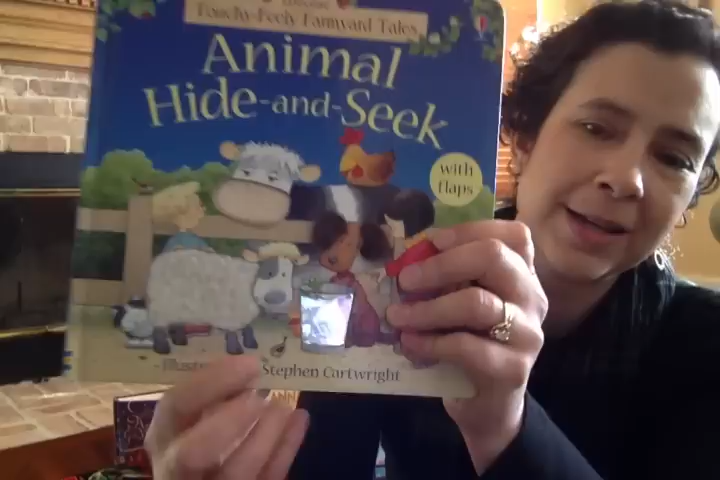 Touchy-Feely Farmyard Tales
Animal
Hide-and-Seek
with
flaps
Stephen Cartwright